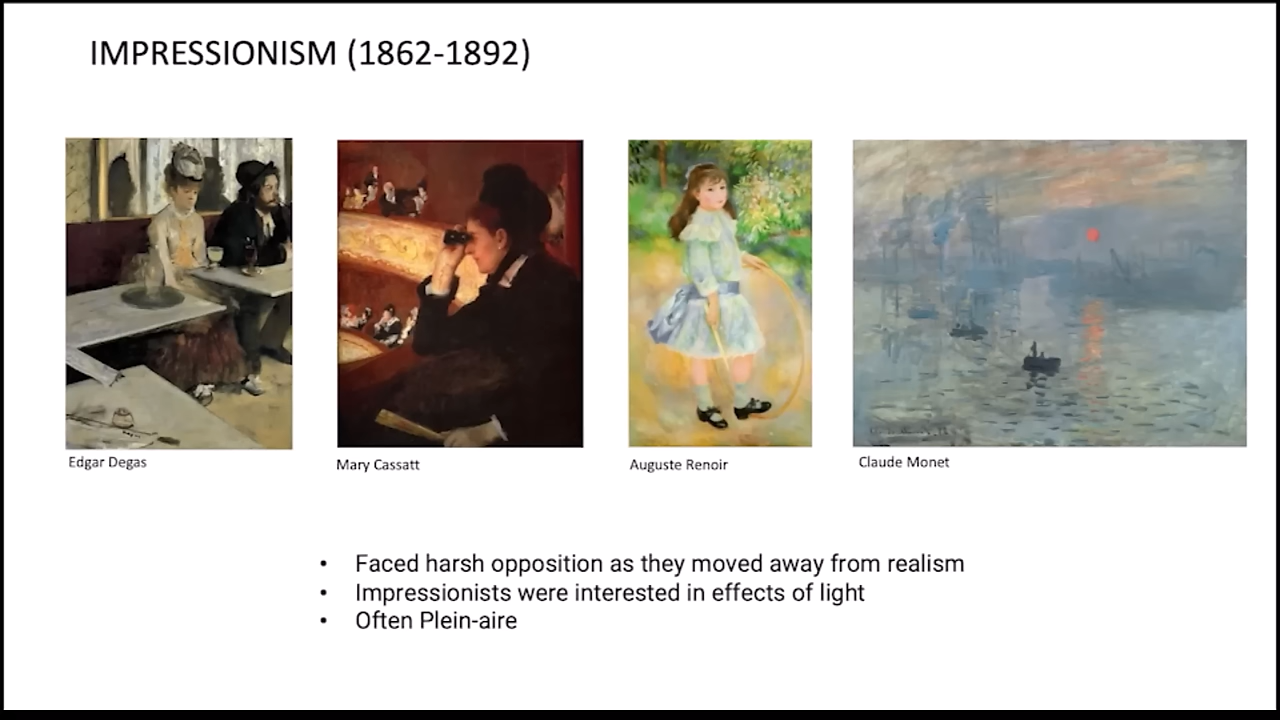 IMPRESSIONISM (1862-1892)
Edgar Degas
Mary Cassatt
Auguste Renoir
Claude Monet
• Faced harsh opposition as they moved away from realism
• Impressionists were interested in effects of light
• Often Plein-aire